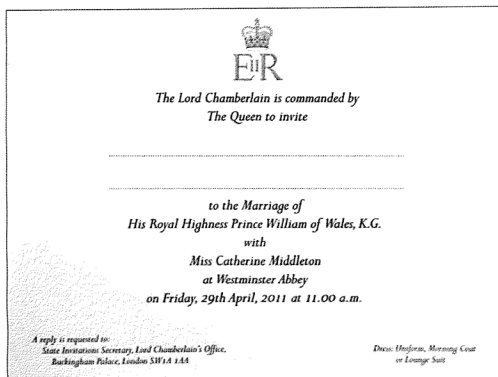 EIIR
The Lord Chamberlain is commanded by
The Queen to invite
to the Marriage of
His Royal Highness Prince William of Wales, K.G.
with
Miss Catherine Middleton
at Westminster Abbey
on Friday, 29th April, 2011 at 11.00 a.m.
A reply is requested to:
State Invitations Secretary, Lord Chamberlain's Office,
Buckingham Palace, London SW1A 1AA
Dress: Uniform, Morning Coat
or Lounge Suit